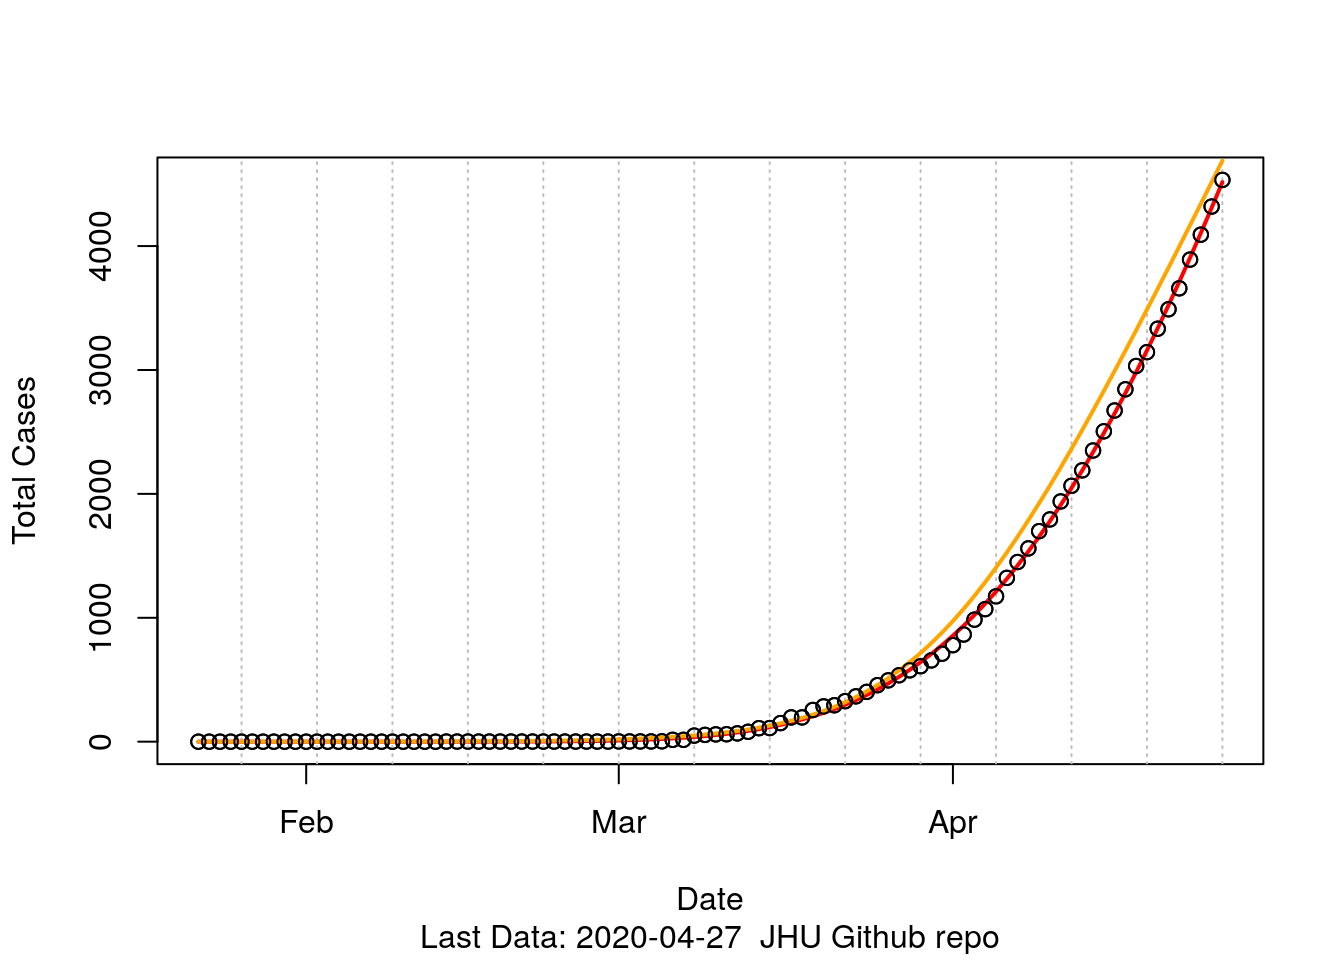 Total Cases
4000
3000
2000
1000
0
Feb Mar Apr
Date
Last Data: 2020-04-27 JHU Github repo